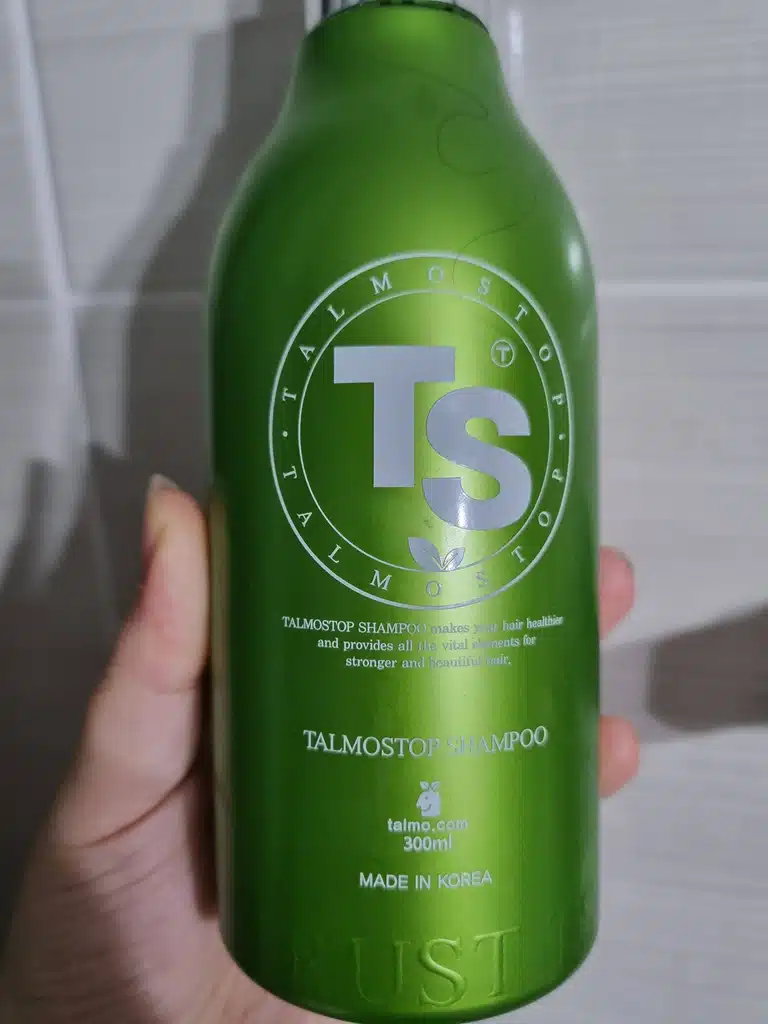 TALMOSTOP · TALMOSTOP ·
TS
T
TALMOSTOP SHAMPOO makes your hair healthier
and provides all the vital elements for
stronger and beautiful hair.
TALMOSTOP SHAMPOO
talmo.com
300ml
MADE IN KOREA
UST